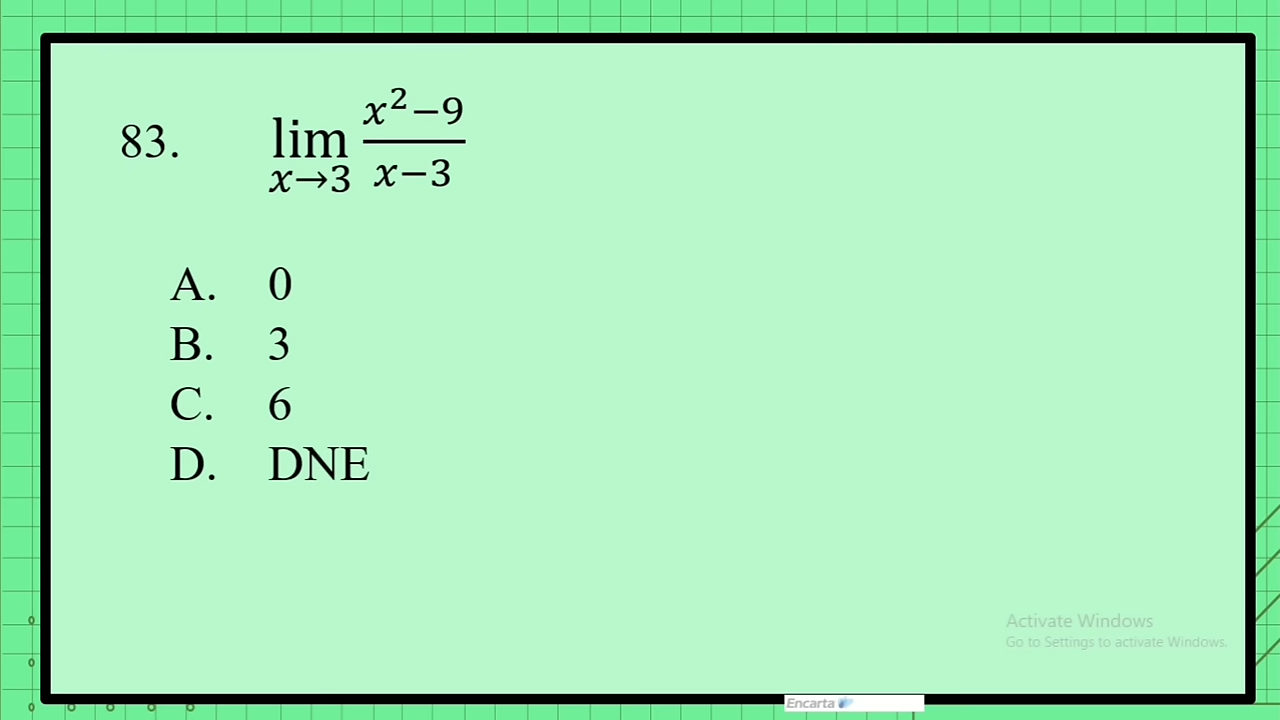 83. lim x→3 x²−9 / x−3
A. 0
B. 3
C. 6
D. DNE
Activate Windows
Go to Settings to activate Windows.
Encarta